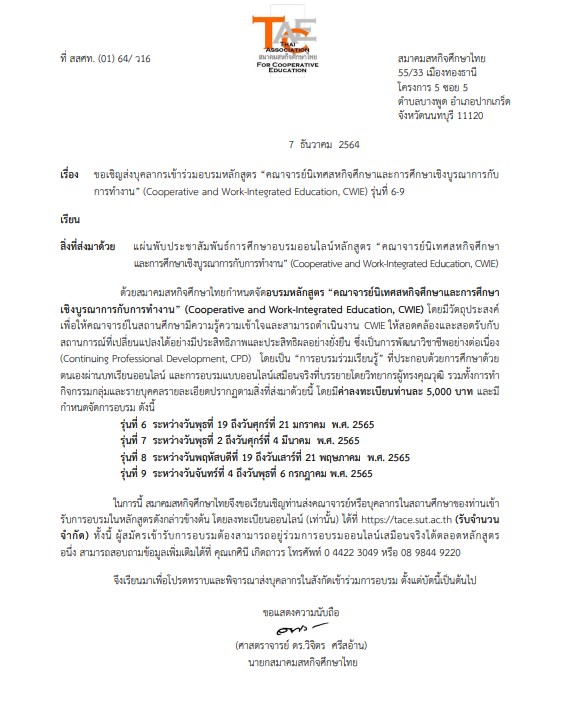 TAE
TC
THAI
ASSOCIATION
สมาคมสหกิจศึกษาไทย
FOR COOPERATIVE
EDUCATION
ที่ สสศท. (01) 64/ ว16
สมาคมสหกิจศึกษาไทย
55/33 เมืองทองธานี
โครงการ 5 ซอย 5
ตำบลบางพูด อำเภอปากเกร็ด
จังหวัดนนทบุรี 11120
7 ธันวาคม 2564
เรื่อง ขอเชิญส่งบุคลากรเข้าร่วมอบรมหลักสูตร “คณาจารย์นิเทศสหกิจศึกษาและการศึกษาเชิงบูรณาการกับ
การทำงาน” (Cooperative and Work-Integrated Education, CWIE) รุ่นที่ 6-9
เรียน
สิ่งที่ส่งมาด้วย แผ่นพับประชาสัมพันธ์การศึกษาอบรมออนไลน์หลักสูตร “คณาจารย์นิเทศสหกิจศึกษา
และการศึกษาเชิงบูรณาการกับการทำงาน” (Cooperative and Work-Integrated Education, CWIE)
ด้วยสมาคมสหกิจศึกษาไทยกำหนดจัดอบรมหลักสูตร “คณาจารย์นิเทศสหกิจศึกษาและการศึกษา
เชิงบูรณาการกับการทำงาน” (Cooperative and Work-Integrated Education, CWIE) โดยมีวัตถุประสงค์
เพื่อให้คณาจารย์ในสถานศึกษามีความรู้ความเข้าใจและสามารถดำเนินงาน CWIE ให้สอดคล้องและสอดรับกับ
สถานการณ์ที่เปลี่ยนแปลงได้อย่างมีประสิทธิภาพและประสิทธิผลอย่างยั่งยืน ซึ่งเป็นการพัฒนาวิชาชีพอย่างต่อเนื่อง
(Continuing Professional Development, CPD) โดยเป็น “การอบรมร่วมเรียนรู้” ที่ประกอบด้วยการศึกษาด้วย
ตนเองผ่านบทเรียนออนไลน์ และการอบรมแบบออนไลน์เสมือนจริงที่บรรยายโดยวิทยากรผู้ทรงคุณวุฒิ รวมทั้งการทำ
กิจกรรมกลุ่มและรายบุคคลรายละเอียดปรากฏตามสิ่งที่ส่งมาด้วยนี้ โดยมีค่าลงทะเบียนท่านละ 5,000 บาท และมี
กำหนดจัดการอบรม ดังนี้
รุ่นที่ 6 ระหว่างวันพุธที่ 19 ถึงวันศุกร์ที่ 21 มกราคม พ.ศ. 2565
รุ่นที่ 7 ระหว่างวันพุธที่ 2 ถึงวันศุกร์ที่ 4 มีนาคม พ.ศ. 2565
รุ่นที่ 8 ระหว่างวันพฤหัสบดีที่ 19 ถึงวันเสาร์ที่ 21 พฤษภาคม พ.ศ. 2565
รุ่นที่ 9 ระหว่างวันจันทร์ที่ 4 ถึงวันพุธที่ 6 กรกฎาคม พ.ศ. 2565
ในการนี้ สมาคมสหกิจศึกษาไทยจึงขอเรียนเชิญท่านส่งคณาจารย์หรือบุคลากรในสถานศึกษาของท่านเข้า
รับการอบรมในหลักสูตรดังกล่าวข้างต้น โดยลงทะเบียนออนไลน์ (เท่านั้น) ได้ที่ https://tace.sut.ac.th (รับจำนวน
จำกัด) ทั้งนี้ ผู้สมัครเข้ารับการอบรมต้องสามารถอยู่ร่วมการอบรมออนไลน์เสมือนจริงได้ตลอดหลักสูตร
อนึ่ง สามารถสอบถามข้อมูลเพิ่มเติมได้ที่ คุณเกศินี เกิดถาวร โทรศัพท์ 0 4422 3049 หรือ 08 9844 9220
จึงเรียนมาเพื่อโปรดทราบและพิจารณาส่งบุคลากรในสังกัดเข้าร่วมการอบรม ตั้งแต่บัดนี้เป็นต้นไป
ขอแสดงความนับถือ
(ศาสตราจารย์ ดร.วิจิตร ศรีสอ้าน)
นายกสมาคมสหกิจศึกษาไทย